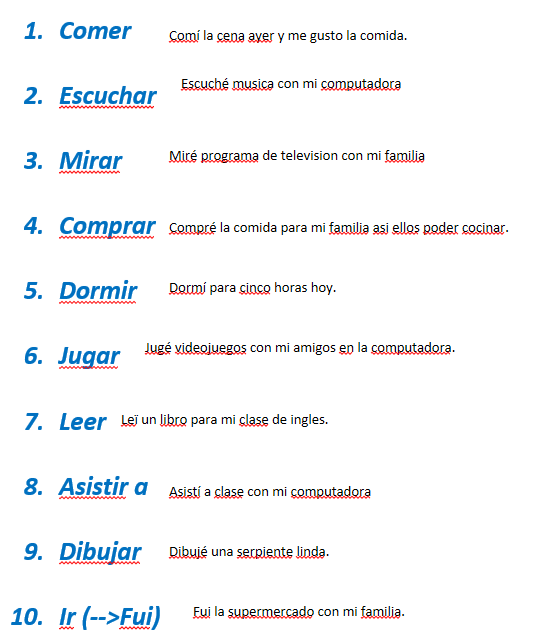 1. Comer Comí la cena ayer y me gusto la comida.
2. Escuchar Escuché musica con mi computadora
3. Mirar Miré programa de television con mi familia
4. Comprar Compré la comida para mi familia asi ellos poder cocinar.
5. Dormir Dormí para cinco horas hoy.
6. Jugar Jugé videojuegos con mi amigos en la computadora.
7. Leer Leï un libro para mi clase de ingles.
8. Asistir a Asistí a clase con mi computadora
9. Dibujar Dibujé una serpiente linda.
10. Ir (-->Fui) Fui la supermercado con mi familia.